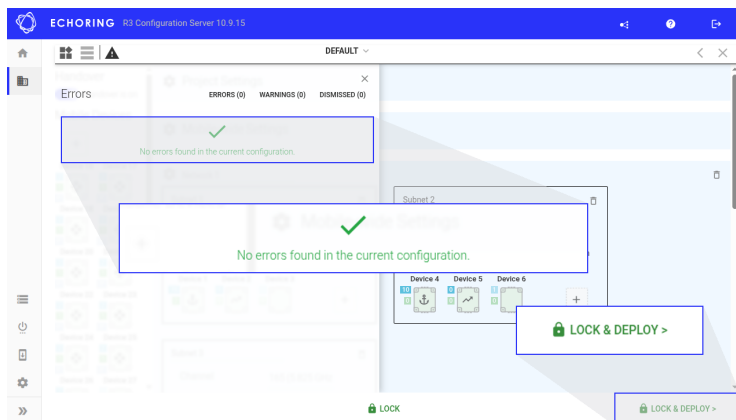 ECHORING R3 Configuration Server 10.9.15
DEFAULT
Errors
ERRORS (0) WARNINGS (0) DISMISSED (0)
No errors found in the current configuration.
Subnet 2
No errors found in the current configuration.
Device 4 Device 5 Device 6
10
LOCK & DEPLOY >
LOCK
LOCK & DEPLOY >